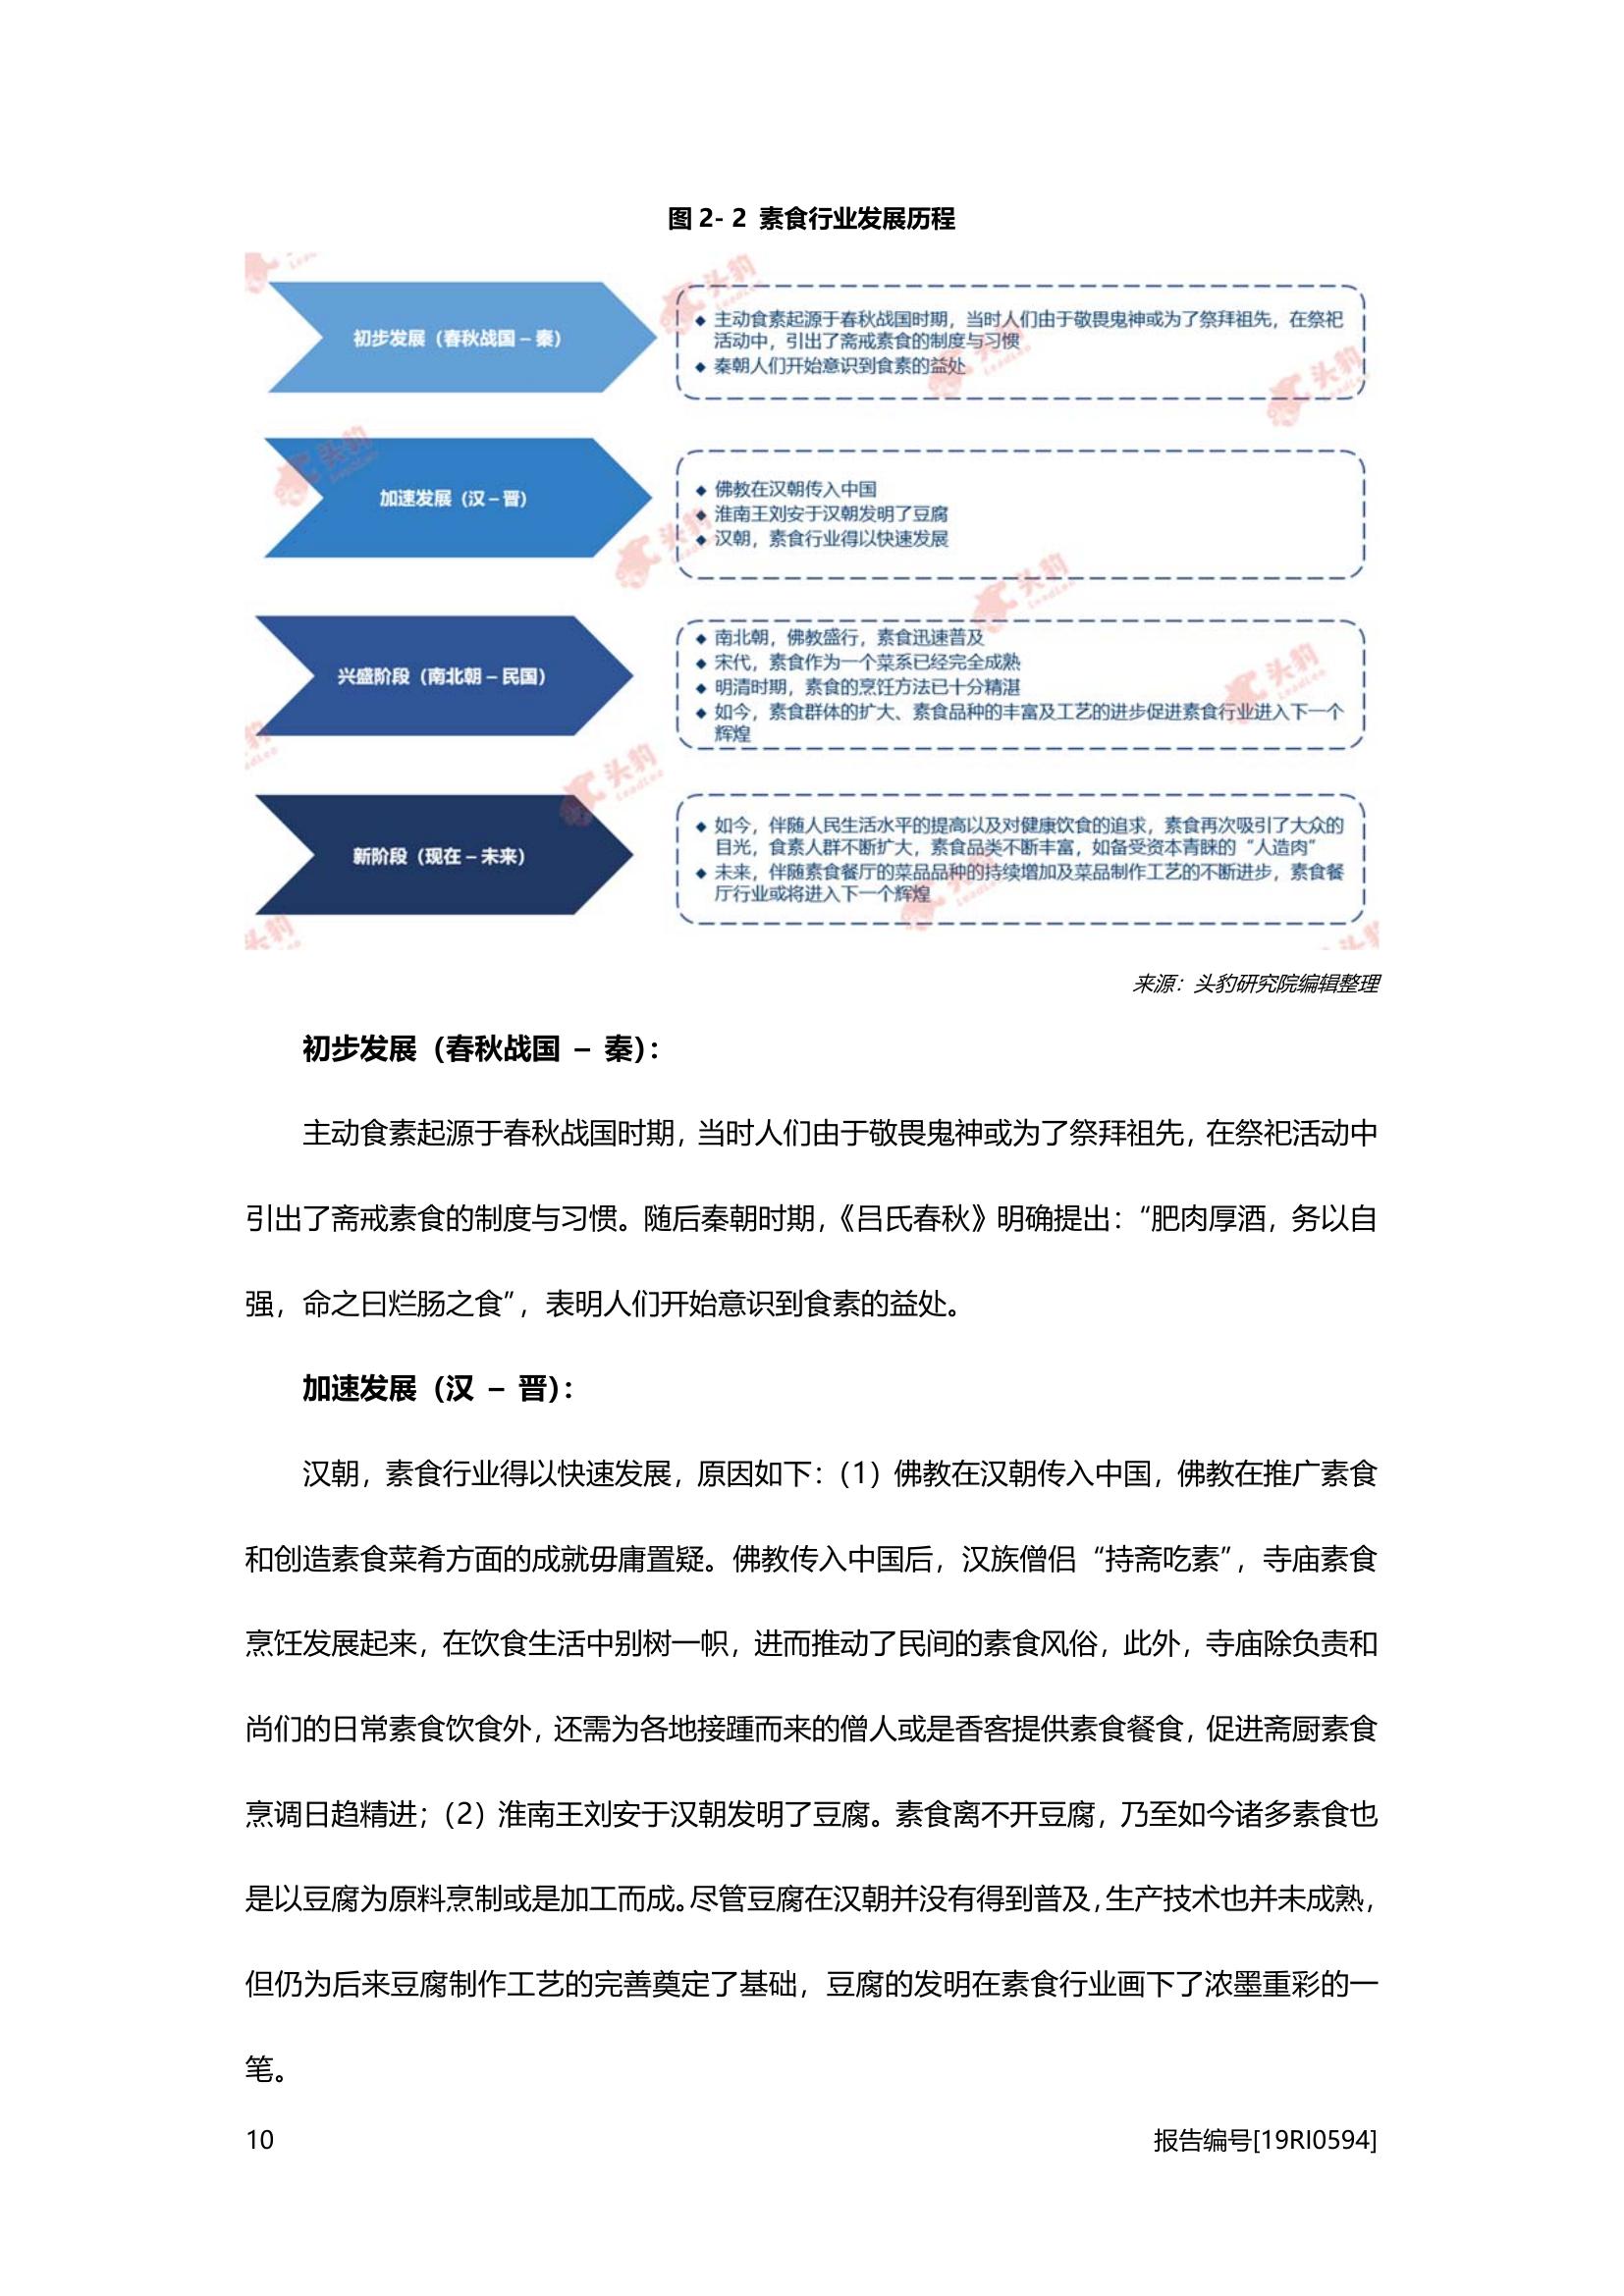 图 2- 2 素食行业发展历程
初步发展（春秋战国 – 秦）
◆ 主动食素起源于春秋战国时期，当时人们由于敬畏鬼神或为了祭拜祖先，在祭祀
活动中，引出了斋戒素食的制度与习惯
◆ 秦朝人们开始意识到食素的益处
加速发展（汉 – 晋）
◆ 佛教在汉朝传入中国
◆ 淮南王刘安于汉朝发明了豆腐
◆ 汉朝，素食行业得以快速发展
兴盛阶段（南北朝 – 民国）
◆ 南北朝，佛教盛行，素食迅速普及
◆ 宋代，素食作为一个菜系已经完全成熟
◆ 明清时期，素食的烹饪方法已十分精湛
◆ 如今，素食群体的扩大、素食品种的丰富及工艺的进步促进素食行业进入下一个
辉煌
新阶段（现在 – 未来）
◆ 如今，伴随人民生活水平的提高以及对健康饮食的追求，素食再次吸引了大众的
目光，食素人群不断扩大，素食品类不断丰富，如备受资本青睐的“人造肉”
◆ 未来，伴随素食餐厅的菜品品种的持续增加及菜品制作工艺的不断进步，素食餐
厅行业或将进入下一个辉煌
来源：头豹研究院编辑整理
初步发展（春秋战国 – 秦）：
主动食素起源于春秋战国时期，当时人们由于敬畏鬼神或为了祭拜祖先，在祭祀活动中
引出了斋戒素食的制度与习惯。随后秦朝时期，《吕氏春秋》明确提出：“肥肉厚酒，务以自
强，命之曰烂肠之食”，表明人们开始意识到食素的益处。
加速发展（汉 – 晋）：
汉朝，素食行业得以快速发展，原因如下：（1）佛教在汉朝传入中国，佛教在推广素食
和创造素食菜肴方面的成就毋庸置疑。佛教传入中国后，汉族僧侣“持斋吃素”，寺庙素食
烹饪发展起来，在饮食生活中别树一帜，进而推动了民间的素食风俗，此外，寺庙除负责和
尚们的日常素食饮食外，还需为各地接踵而来的僧人或是香客提供素食餐食，促进斋厨素食
烹调日趋精进；（2）淮南王刘安于汉朝发明了豆腐。素食离不开豆腐，乃至如今诸多素食也
是以豆腐为原料烹制或是加工而成。尽管豆腐在汉朝并没有得到普及，生产技术也并未成熟，
但仍为后来豆腐制作工艺的完善奠定了基础，豆腐的发明在素食行业画下了浓墨重彩的一
笔。
10
报告编号[19RI0594]